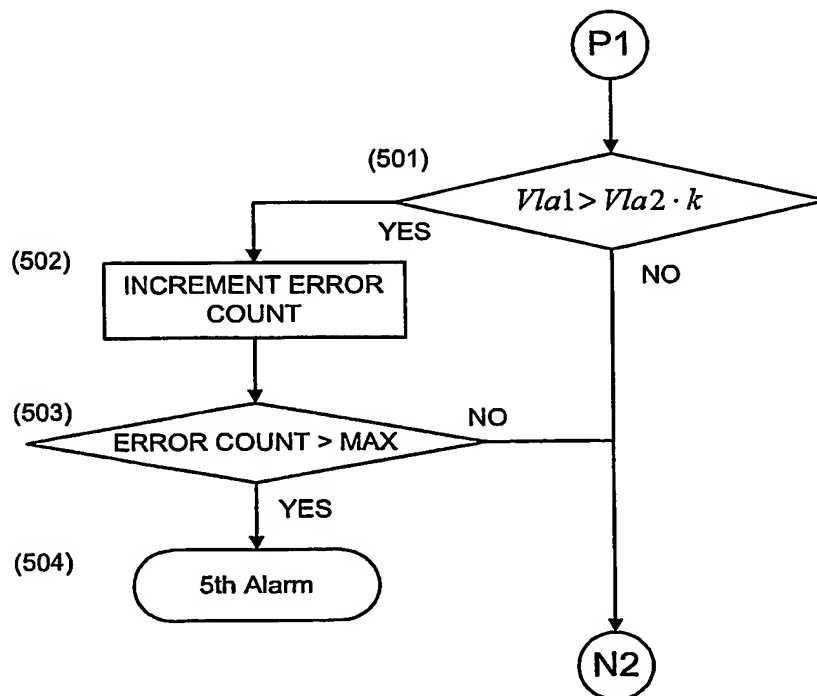 P1
(501)
Vla1 > Vla2 · k
YES
NO
(502)
INCREMENT ERROR
COUNT
(503)
NO
ERROR COUNT > MAX
YES
(504)
5th Alarm
N2